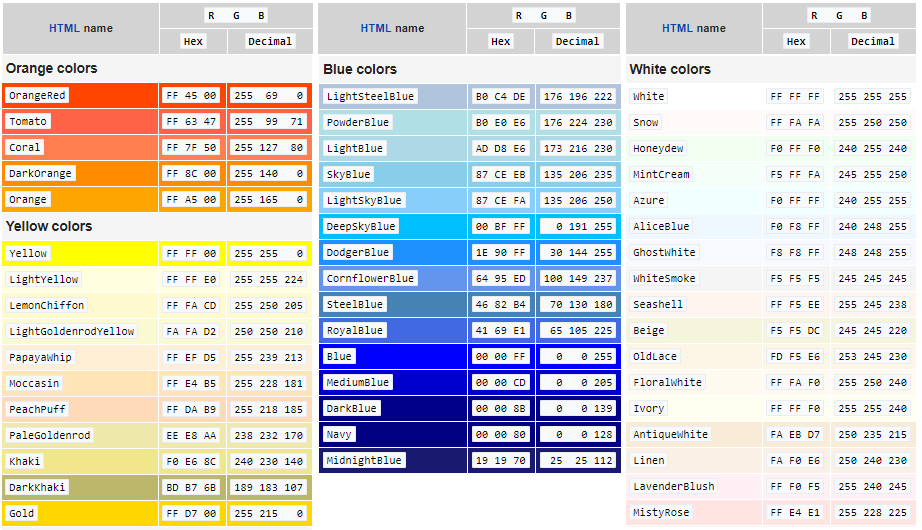 HTML name R G B
Hex Decimal
Orange colors
OrangeRed FF 45 00 255 69 0
Tomato FF 63 47 255 99 71
Coral FF 7F 50 255 127 80
DarkOrange FF 8C 00 255 140 0
Orange FF A5 00 255 165 0
Yellow colors
Yellow FF FF 00 255 255 0
LightYellow FF FF E0 255 255 224
LemonChiffon FF FA CD 255 250 205
LightGoldenrodYellow FA FA D2 250 250 210
PapayaWhip FF EF D5 255 239 213
Moccasin FF E4 B5 255 228 181
PeachPuff FF DA B9 255 218 185
PaleGoldenrod EE E8 AA 238 232 170
Khaki F0 E6 8C 240 230 140
DarkKhaki BD B7 6B 189 183 107
Gold FF D7 00 255 215 0
HTML name R G B
Hex Decimal
Blue colors
LightSteelBlue B0 C4 DE 176 196 222
PowderBlue B0 E0 E6 176 224 230
LightBlue AD D8 E6 173 216 230
SkyBlue 87 CE EB 135 206 235
LightSkyBlue 87 CE FA 135 206 250
DeepSkyBlue 00 BF FF 0 191 255
DodgerBlue 1E 90 FF 30 144 255
CornflowerBlue 64 95 ED 100 149 237
SteelBlue 46 82 B4 70 130 180
RoyalBlue 41 69 E1 65 105 225
Blue 00 00 FF 0 0 255
MediumBlue 00 00 CD 0 0 205
DarkBlue 00 00 8B 0 0 139
Navy 00 00 80 0 0 128
MidnightBlue 19 19 70 25 25 112
HTML name R G B
Hex Decimal
White colors
White FF FF FF 255 255 255
Snow FF FA FA 255 250 250
Honeydew F0 FF F0 240 255 240
MintCream F5 FF FA 245 255 250
Azure F0 FF FF 240 255 255
AliceBlue F0 F8 FF 240 248 255
GhostWhite F8 F8 FF 248 248 255
WhiteSmoke F5 F5 F5 245 245 245
Seashell FF F5 EE 255 245 238
Beige F5 F5 DC 245 245 220
OldLace FD F5 E6 253 245 230
FloralWhite FF FA F0 255 250 240
Ivory FF FF F0 255 255 240
AntiqueWhite FA EB D7 250 235 215
Linen FA F0 E6 250 240 230
LavenderBlush FF F0 F5 255 240 245
MistyRose FF E4 E1 255 228 225